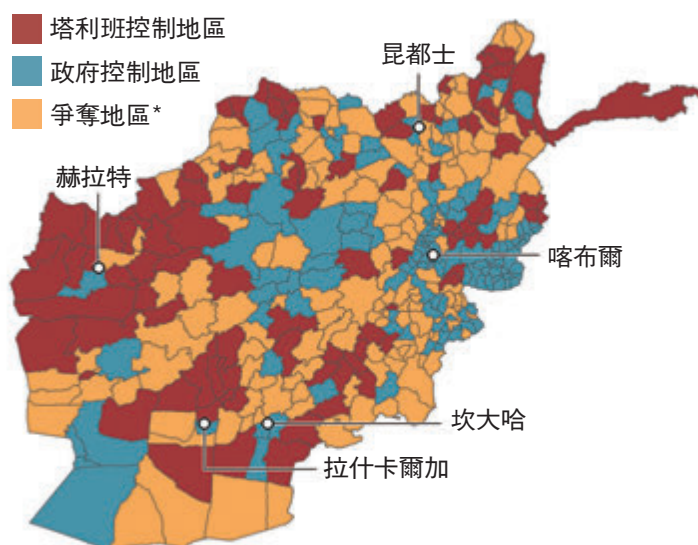 塔利班控制地區
政府控制地區
爭奪地區*
昆都士
赫拉特
喀布爾
坎大哈
拉什卡爾加